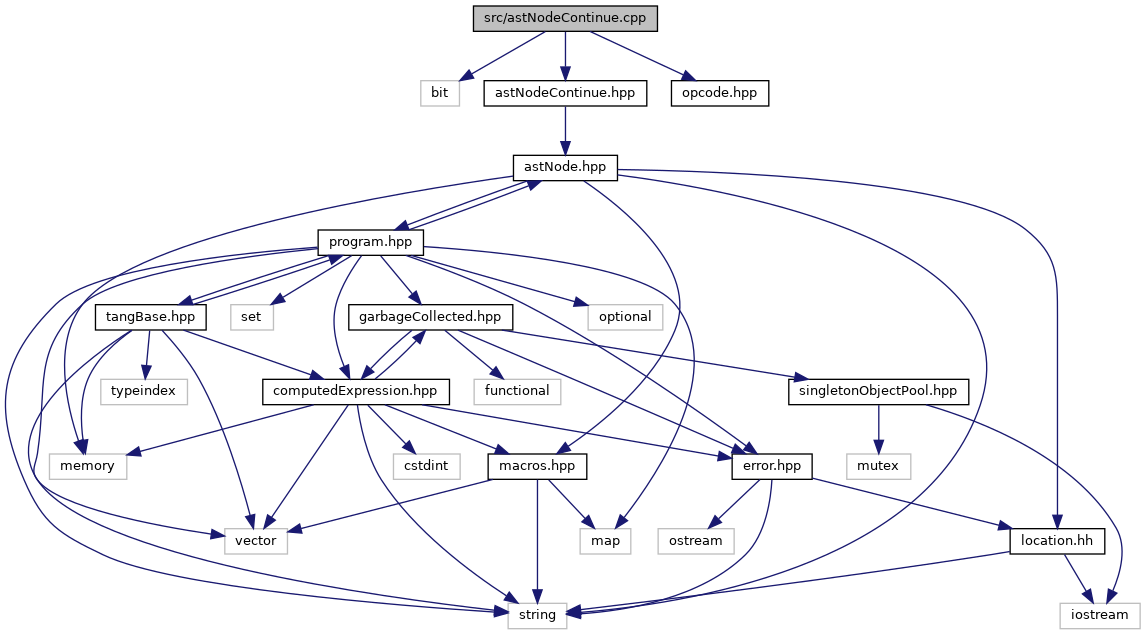 src/astNodeContinue.cpp
bit
astNodeContinue.hpp
opcode.hpp
astNode.hpp
program.hpp
tangBase.hpp
set
garbageCollected.hpp
optional
typeindex
computedExpression.hpp
functional
singletonObjectPool.hpp
memory
cstdint
macros.hpp
error.hpp
mutex
vector
map
ostream
location.hh
string
iostream